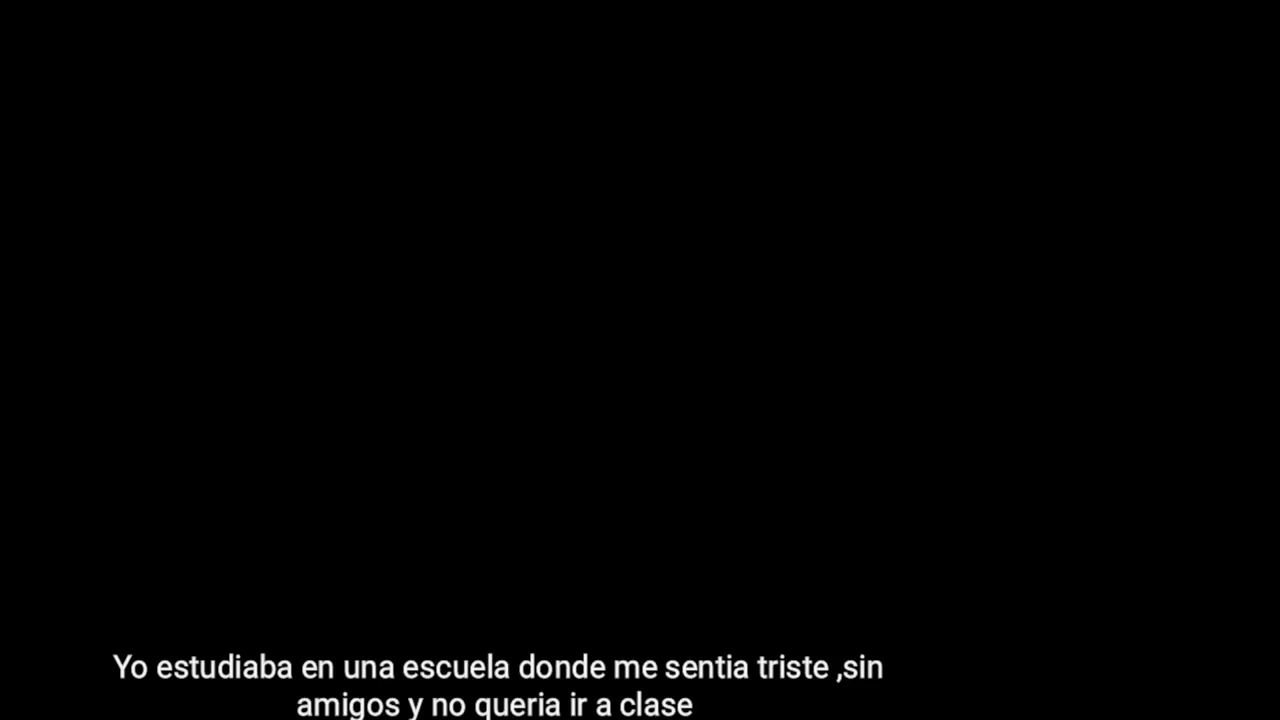 Yo estudiaba en una escuela donde me sentia triste ,sin
amigos y no queria ir a clase